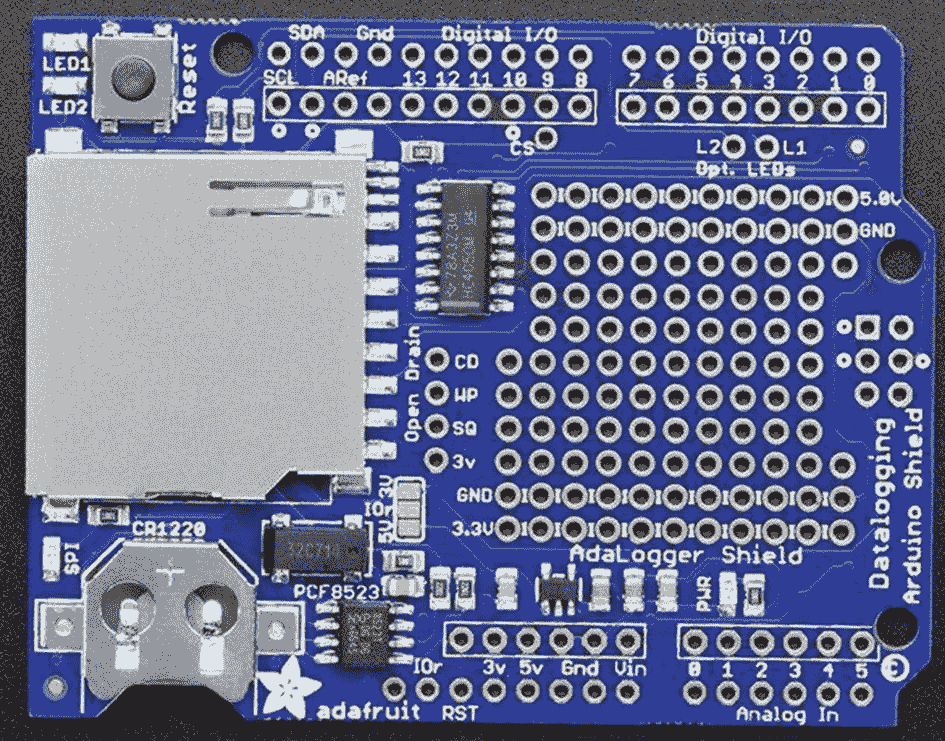 SDA Gnd Digital I/O
Digital I/O
LED1
Reset
SCL ARef 13 12 11 10 9 8
7 6 5 4 3 2 1 0
LED2
CS
L2 L1
Opt. LEDs
5.0V
GND
78A323M
HC4050M
Open Drain
CD
WP
SQ
3v
GND
3.3V
3V
IOr
5V
CR1220
SPI
32C711
AdaLogger Shield
Datalogging
Arduino Shield
PCF8523
PWR
IOr 3v 5v Gnd Vin
0 1 2 3 4 5
adafruit RST
Analog In